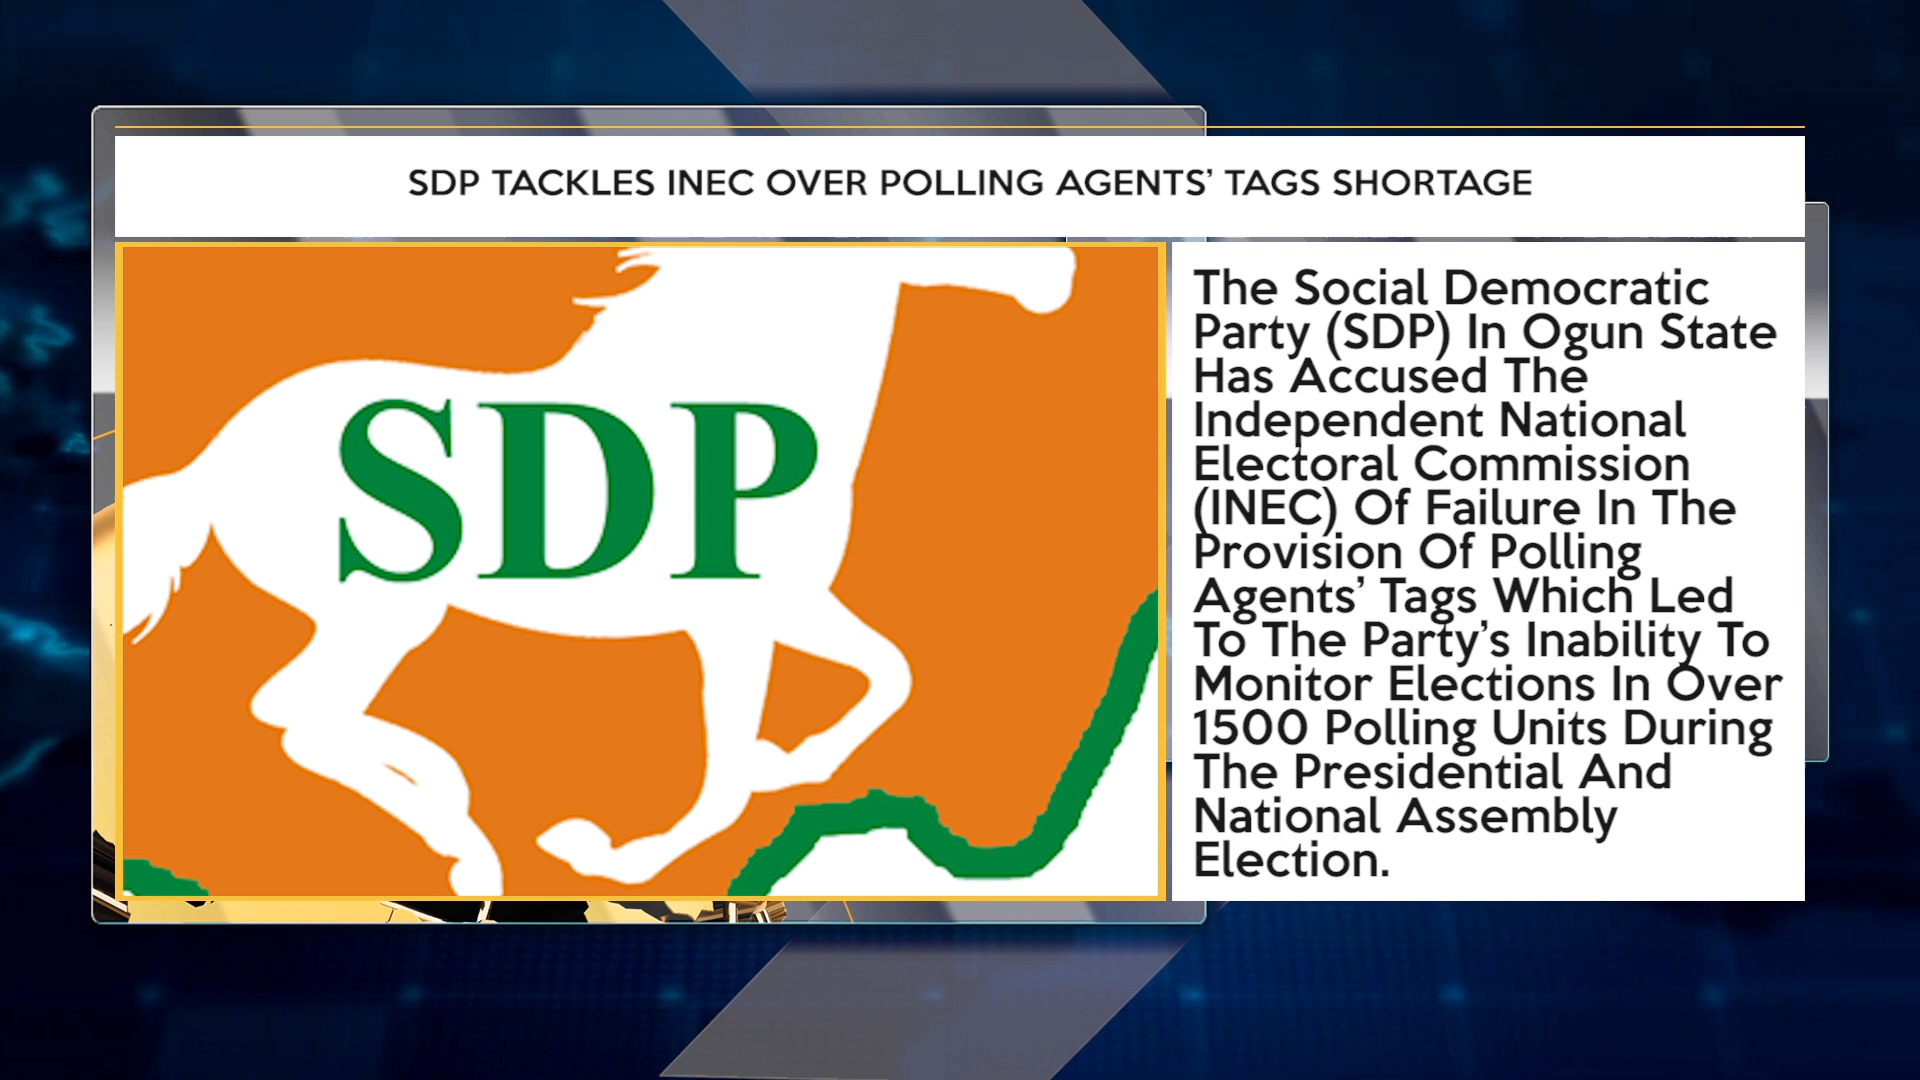 SDP TACKLES INEC OVER POLLING AGENTS’ TAGS SHORTAGE
SDP
The Social Democratic
Party (SDP) In Ogun State
Has Accused The
Independent National
Electoral Commission
(INEC) Of Failure In The
Provision Of Polling
Agents’ Tags Which Led
To The Party’s Inability To
Monitor Elections In Over
1500 Polling Units During
The Presidential And
National Assembly
Election.